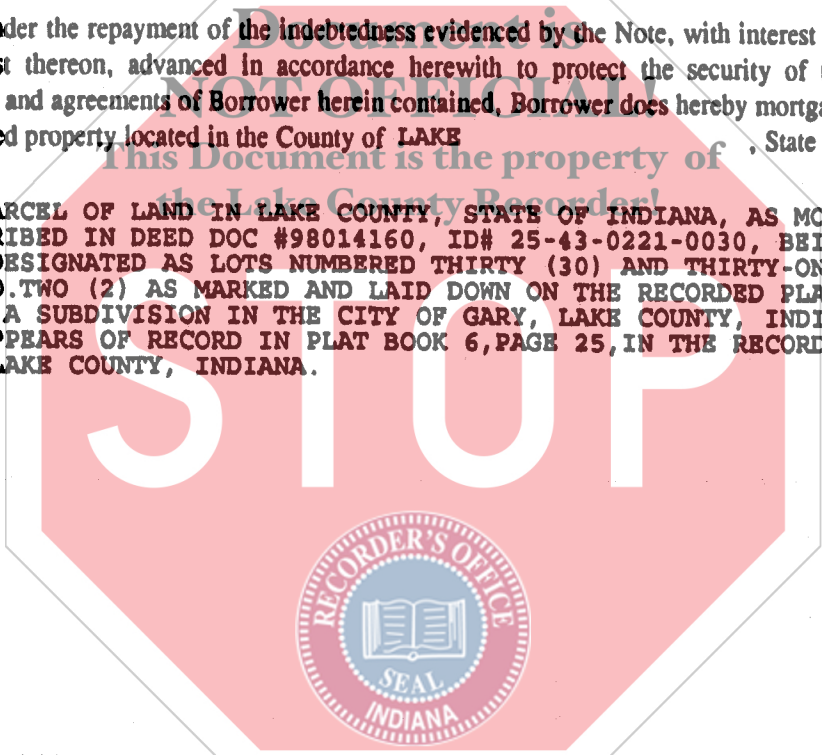 der the repayment of the indebtedness evidenced by the Note, with interest
Document is
t thereon, advanced in accordance herewith to protect the security of
NOT OFFICIAL!
and agreements of Borrower herein contained, Borrower does hereby mortga
d property located in the County of LAKE , State
This Document is the property of
the Lake County Recorder!
ARCEL OF LAND IN LAKE COUNTY, STATE OF INDIANA, AS MO
RIBED IN DEED DOC #98014160, ID# 25-43-0221-0030, BEI
DESIGNATED AS LOTS NUMBERED THIRTY (30) AND THIRTY-ON
.TWO (2) AS MARKED AND LAID DOWN ON THE RECORDED PLA
A SUBDIVISION IN THE CITY OF GARY, LAKE COUNTY, INDI
PPEARS OF RECORD IN PLAT BOOK 6,PAGE 25,IN THE RECORD
LAKE COUNTY, INDIANA.
STOP
RECORDER'S OFFICE
SEAL
INDIANA